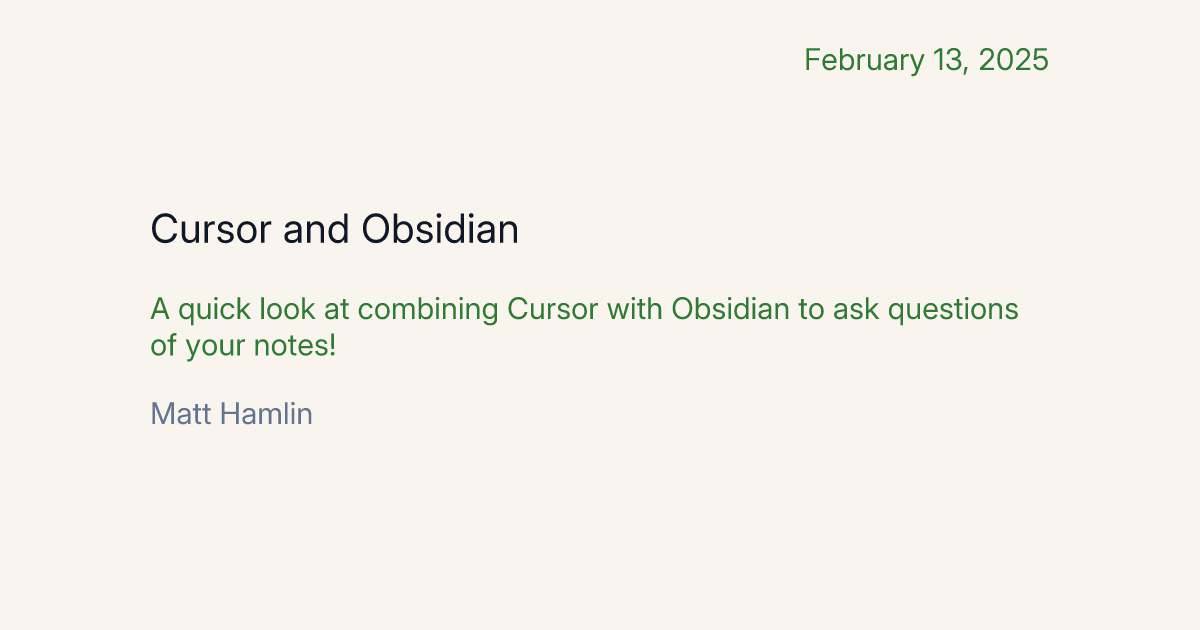 February 13, 2025
Cursor and Obsidian
A quick look at combining Cursor with Obsidian to ask questions
of your notes!
Matt Hamlin